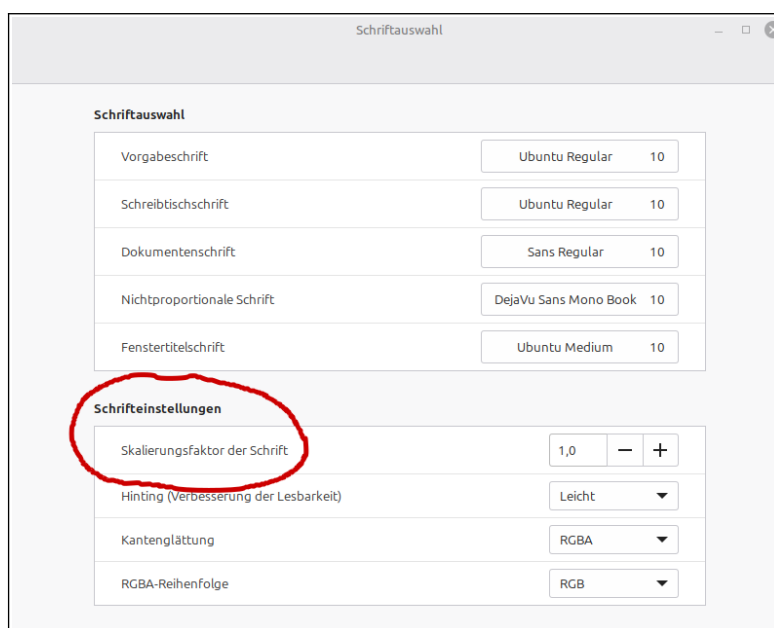 Schriftauswahl
Schriftauswahl
Vorgabeschrift Ubuntu Regular 10
Schreibtischschrift Ubuntu Regular 10
Dokumentenschrift Sans Regular 10
Nichtproportionale Schrift DejaVu Sans Mono Book 10
Fenstertitelschrift Ubuntu Medium 10
Schrifteinstellungen
Skalierungsfaktor der Schrift 1,0 — +
Hinting (Verbesserung der Lesbarkeit) Leicht
Kantenglättung RGBA
RGBA-Reihenfolge RGB